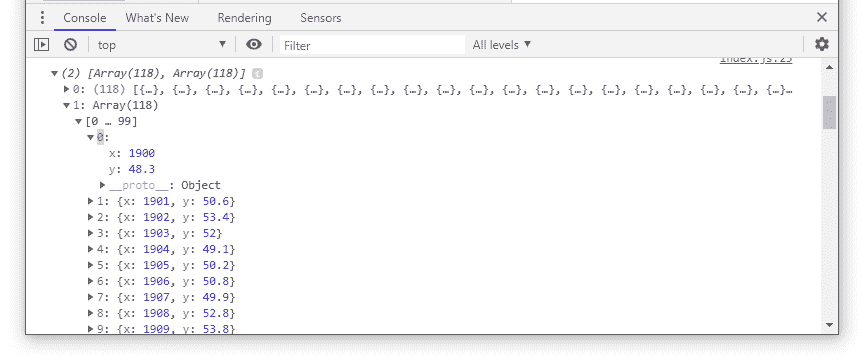 Console What's New Rendering Sensors
top Filter All levels
index.js:25
(2) [Array(118), Array(118)] i
0: (118) [{…}, {…}, {…}, {…}, {…}, {…}, {…}, {…}, {…}, {…}, {…}, {…}, {…}, {…}, {…}, {…}, {…}, {…}, {…}, {…}…
1: Array(118)
[0 … 99]
0:
x: 1900
y: 48.3
__proto__: Object
1: {x: 1901, y: 50.6}
2: {x: 1902, y: 53.4}
3: {x: 1903, y: 52}
4: {x: 1904, y: 49.1}
5: {x: 1905, y: 50.2}
6: {x: 1906, y: 50.8}
7: {x: 1907, y: 49.9}
8: {x: 1908, y: 52.8}
9: {x: 1909, y: 53.8}